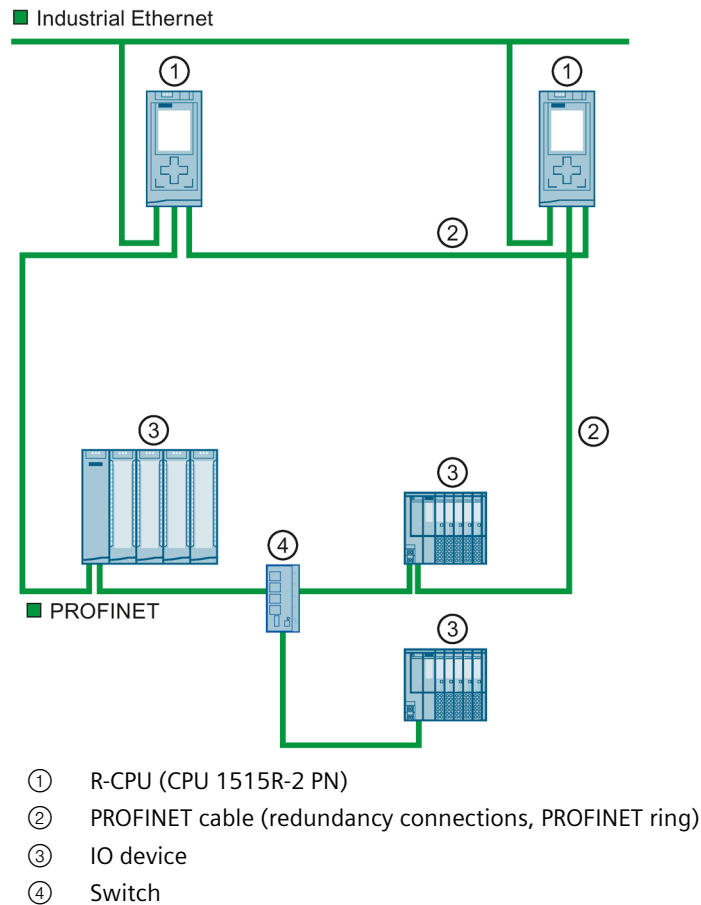 Industrial Ethernet
① ①
②
③ ②
③
④
PROFINET
③
① R-CPU (CPU 1515R-2 PN)
② PROFINET cable (redundancy connections, PROFINET ring)
③ IO device
④ Switch